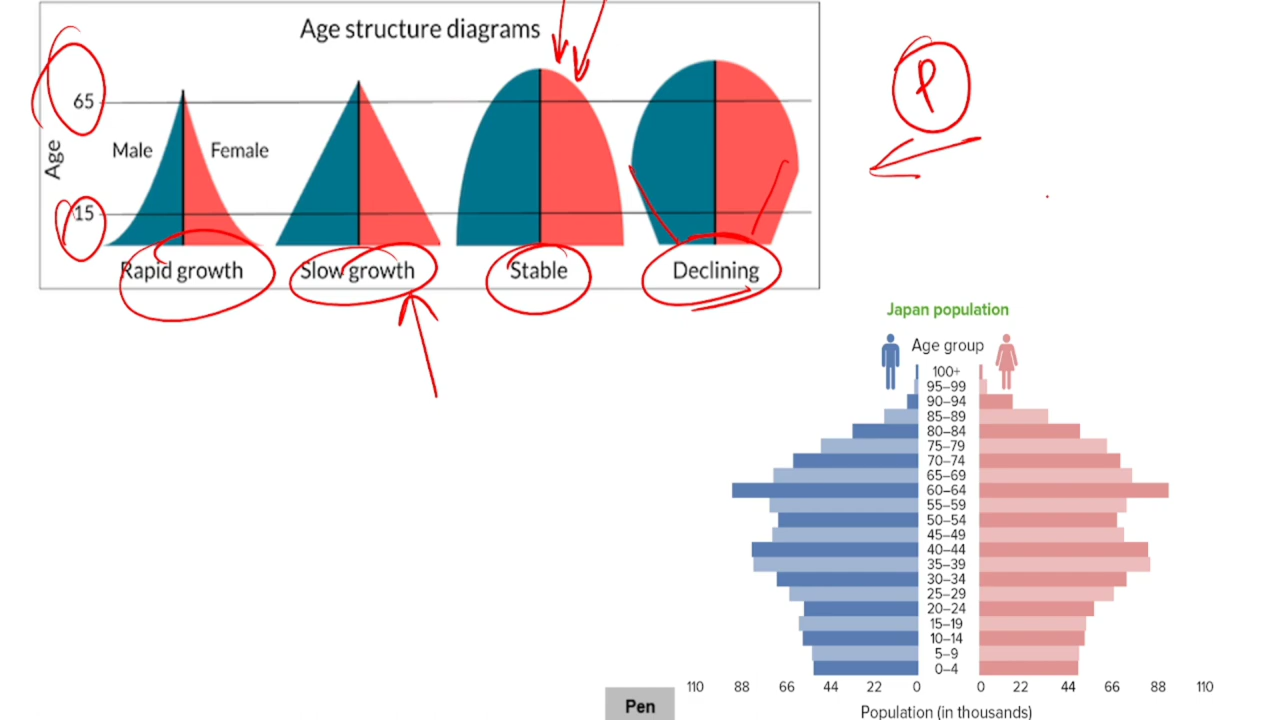 Age structure diagrams
P
65
Male Female
Age
15
Rapid growth Slow growth Stable Declining
Japan population
Age group
100+
95–99
90–94
85–89
80–84
75–79
70–74
65–69
60–64
55–59
50–54
45–49
40–44
35–39
30–34
25–29
20–24
15–19
10–14
5–9
0–4
110 88 66 44 22 0 0 22 44 66 88 110
Population (in thousands)
Pen